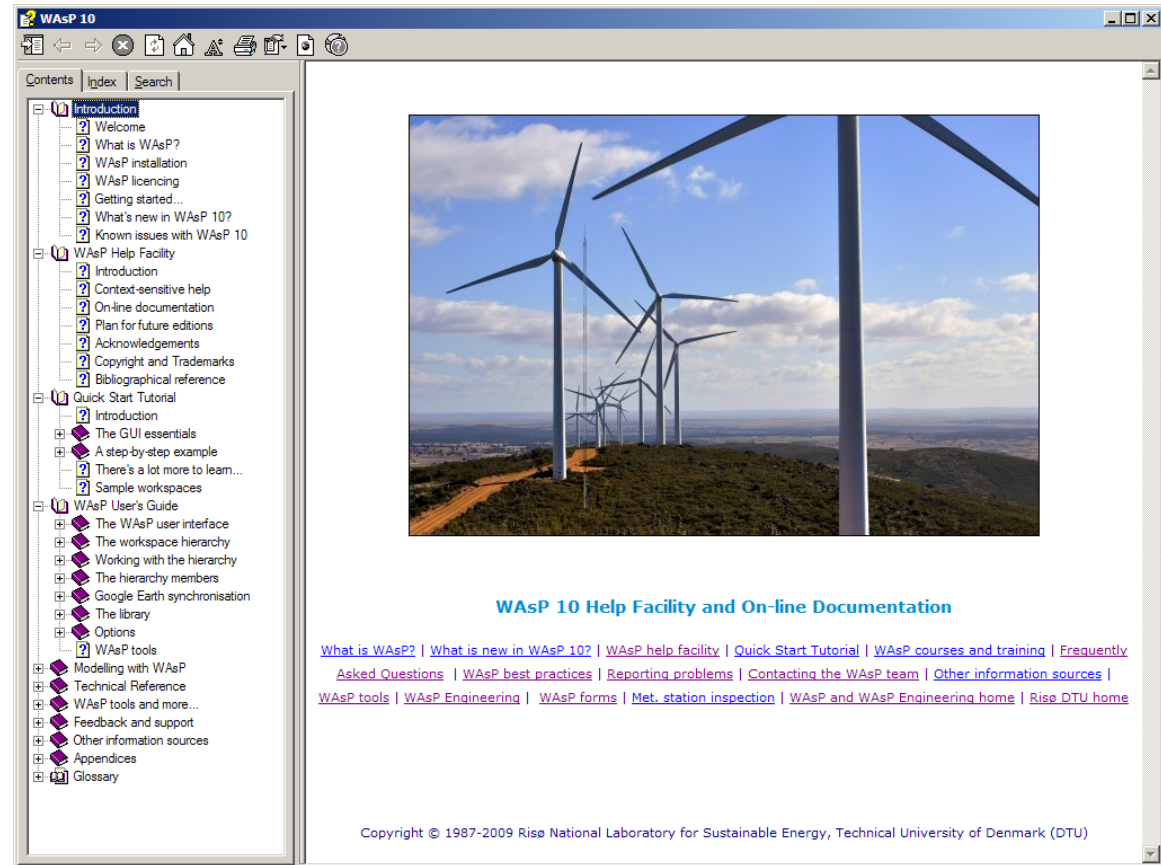 WAsP 10
Contents Index Search
Introduction
Welcome
What is WAsP?
WAsP installation
WAsP licencing
Getting started...
What's new in WAsP 10?
Known issues with WAsP 10
WAsP Help Facility
Introduction
Context-sensitive help
On-line documentation
Plan for future editions
Acknowledgements
Copyright and Trademarks
Bibliographical reference
Quick Start Tutorial
Introduction
The GUI essentials
A step-by-step example
There's a lot more to learn...
Sample workspaces
WAsP User's Guide
The WAsP user interface
The workspace hierarchy
Working with the hierarchy
The hierarchy members
Google Earth synchronisation
The library
Options
WAsP tools
Modelling with WAsP
Technical Reference
WAsP tools and more...
Feedback and support
Other information sources
Appendices
Glossary
WAsP 10 Help Facility and On-line Documentation
What is WAsP? | What is new in WAsP 10? | WAsP help facility | Quick Start Tutorial | WAsP courses and training | Frequently
Asked Questions | WAsP best practices | Reporting problems | Contacting the WAsP team | Other information sources |
WAsP tools | WAsP Engineering | WAsP forms | Met. station inspection | WAsP and WAsP Engineering home | Risø DTU home
Copyright © 1987-2009 Risø National Laboratory for Sustainable Energy, Technical University of Denmark (DTU)